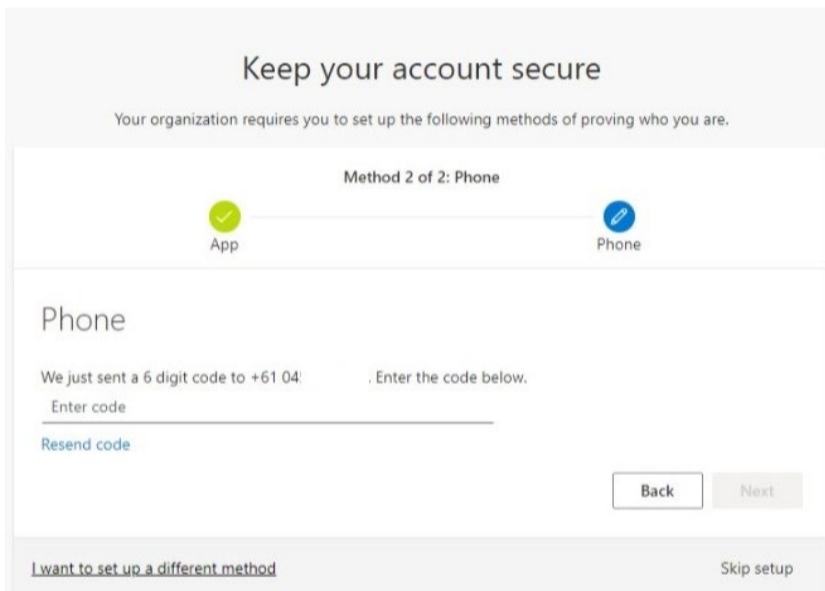 Keep your account secure
Your organization requires you to set up the following methods of proving who you are.
Method 2 of 2: Phone
App
Phone
Phone
We just sent a 6 digit code to +61 04 . Enter the code below.
Enter code
Resend code
Back
Next
I want to set up a different method
Skip setup